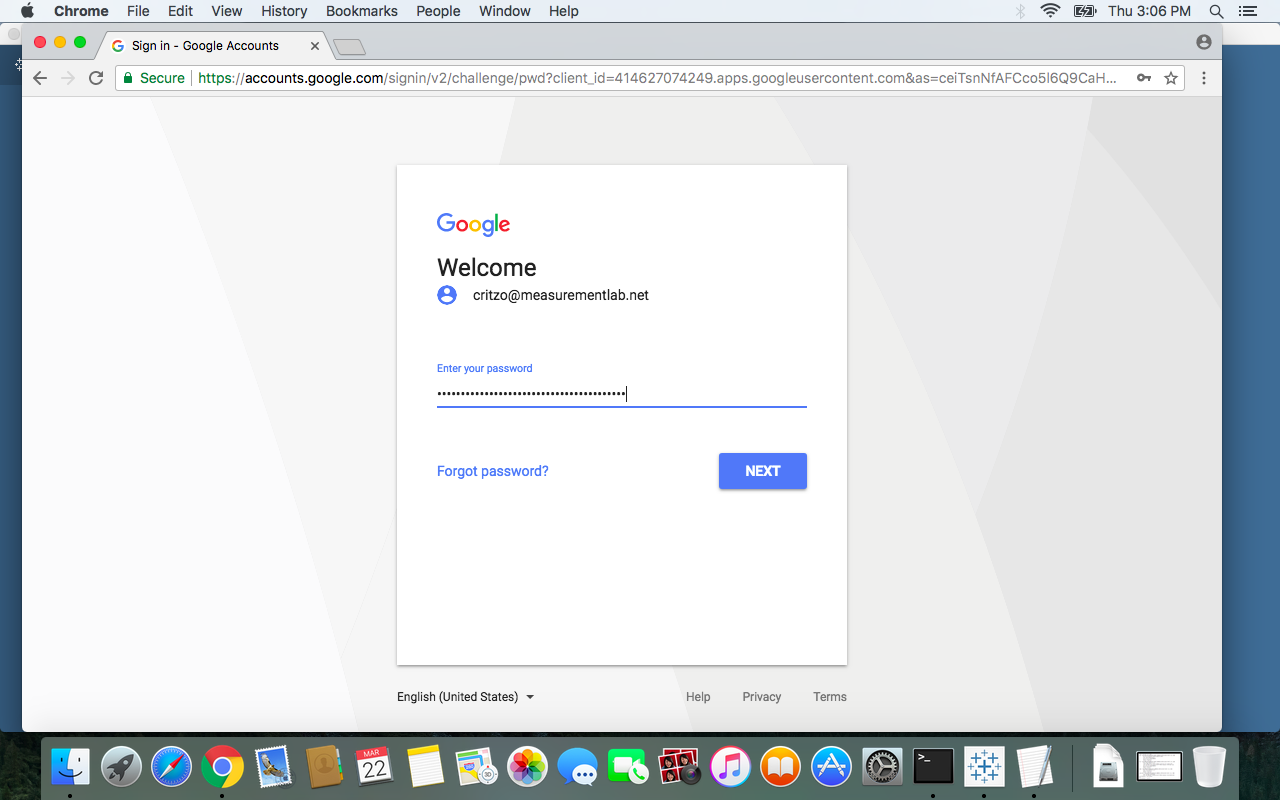 Chrome File Edit View History Bookmarks People Window Help Thu 3:06 PM
Sign in - Google Accounts
Secure https://accounts.google.com/signin/v2/challenge/pwd?client_id=414627074249.apps.googleusercontent.com&as=ceiTsnNfAFCco5l6Q9CaH...
Google
Welcome
critzo@measurementlab.net
Enter your password
Forgot password? NEXT
English (United States) Help Privacy Terms
MAR
22